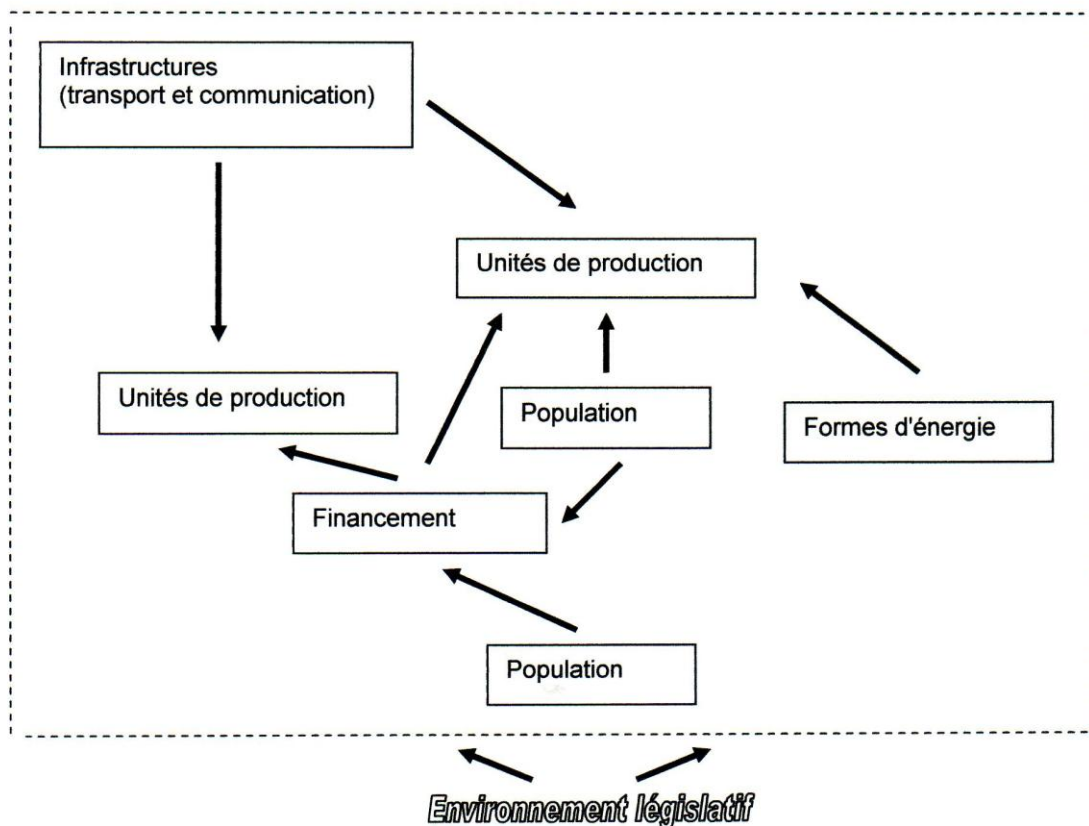 Infrastructures
(transport et communication)
Unités de production
Unités de production
Population
Formes d'énergie
Financement
Population
Environnement législatif